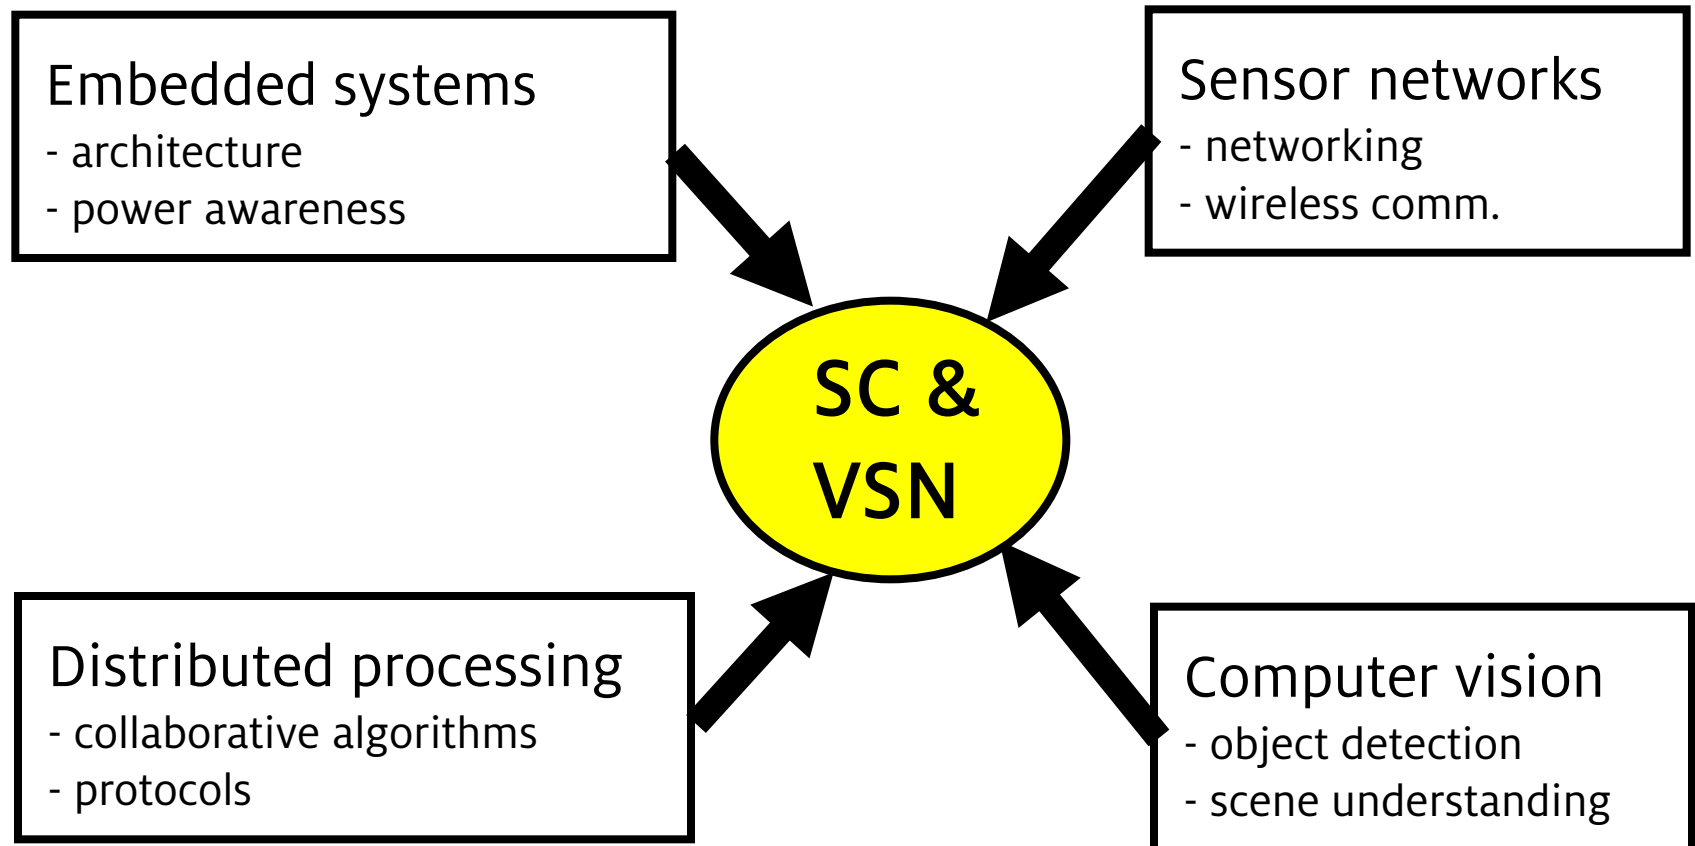 Embedded systems
- architecture
- power awareness
Sensor networks
- networking
- wireless comm.
SC &
VSN
Distributed processing
- collaborative algorithms
- protocols
Computer vision
- object detection
- scene understanding